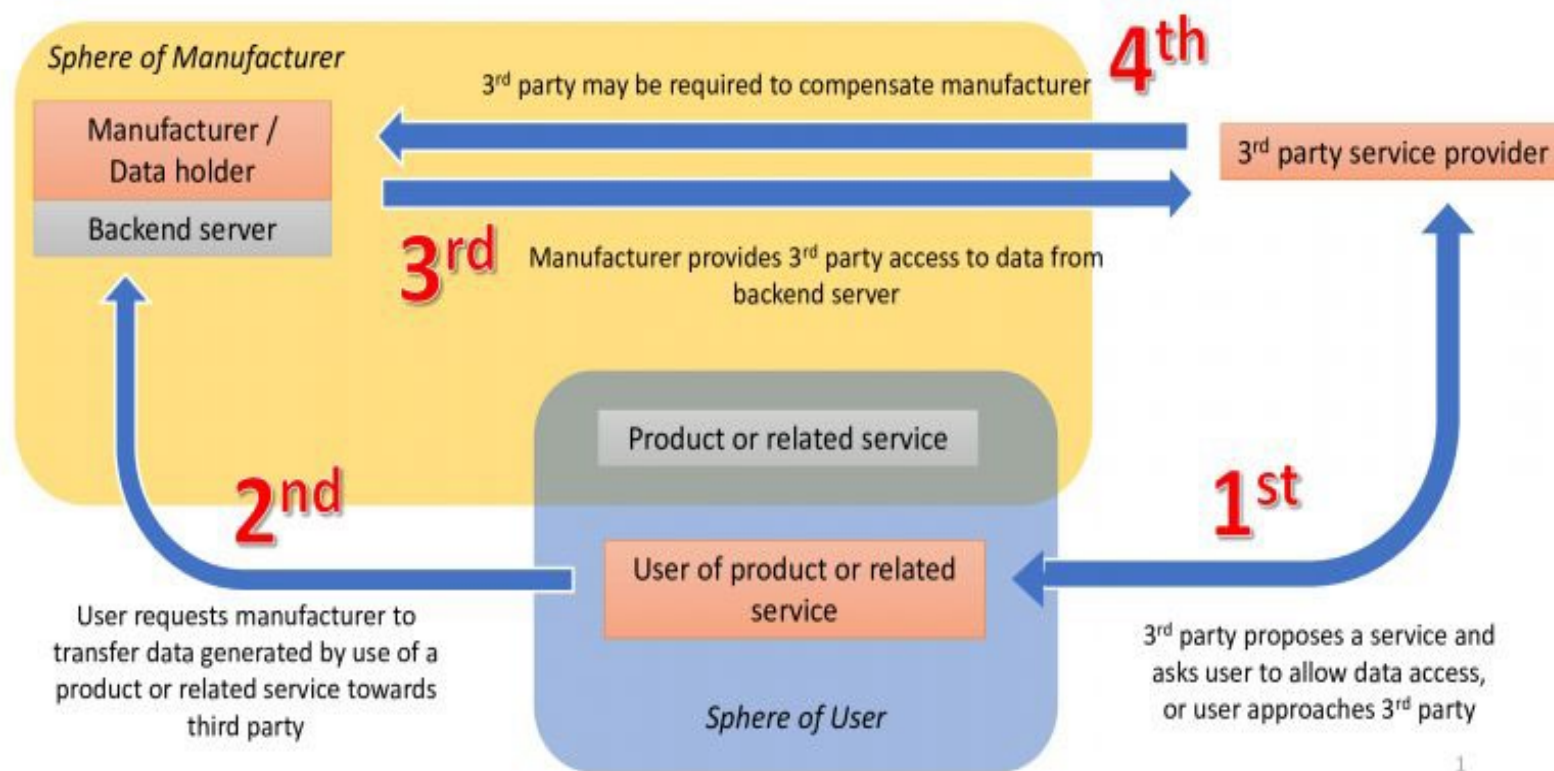 Sphere of Manufacturer
4th
3rd party may be required to compensate manufacturer
Manufacturer /
Data holder
Backend server
3rd party service provider
3rd
Manufacturer provides 3rd party access to data from
backend server
Product or related service
2nd
1st
User of product or related
service
User requests manufacturer to
transfer data generated by use of a
product or related service towards
third party
3rd party proposes a service and
asks user to allow data access,
or user approaches 3rd party
Sphere of User
1